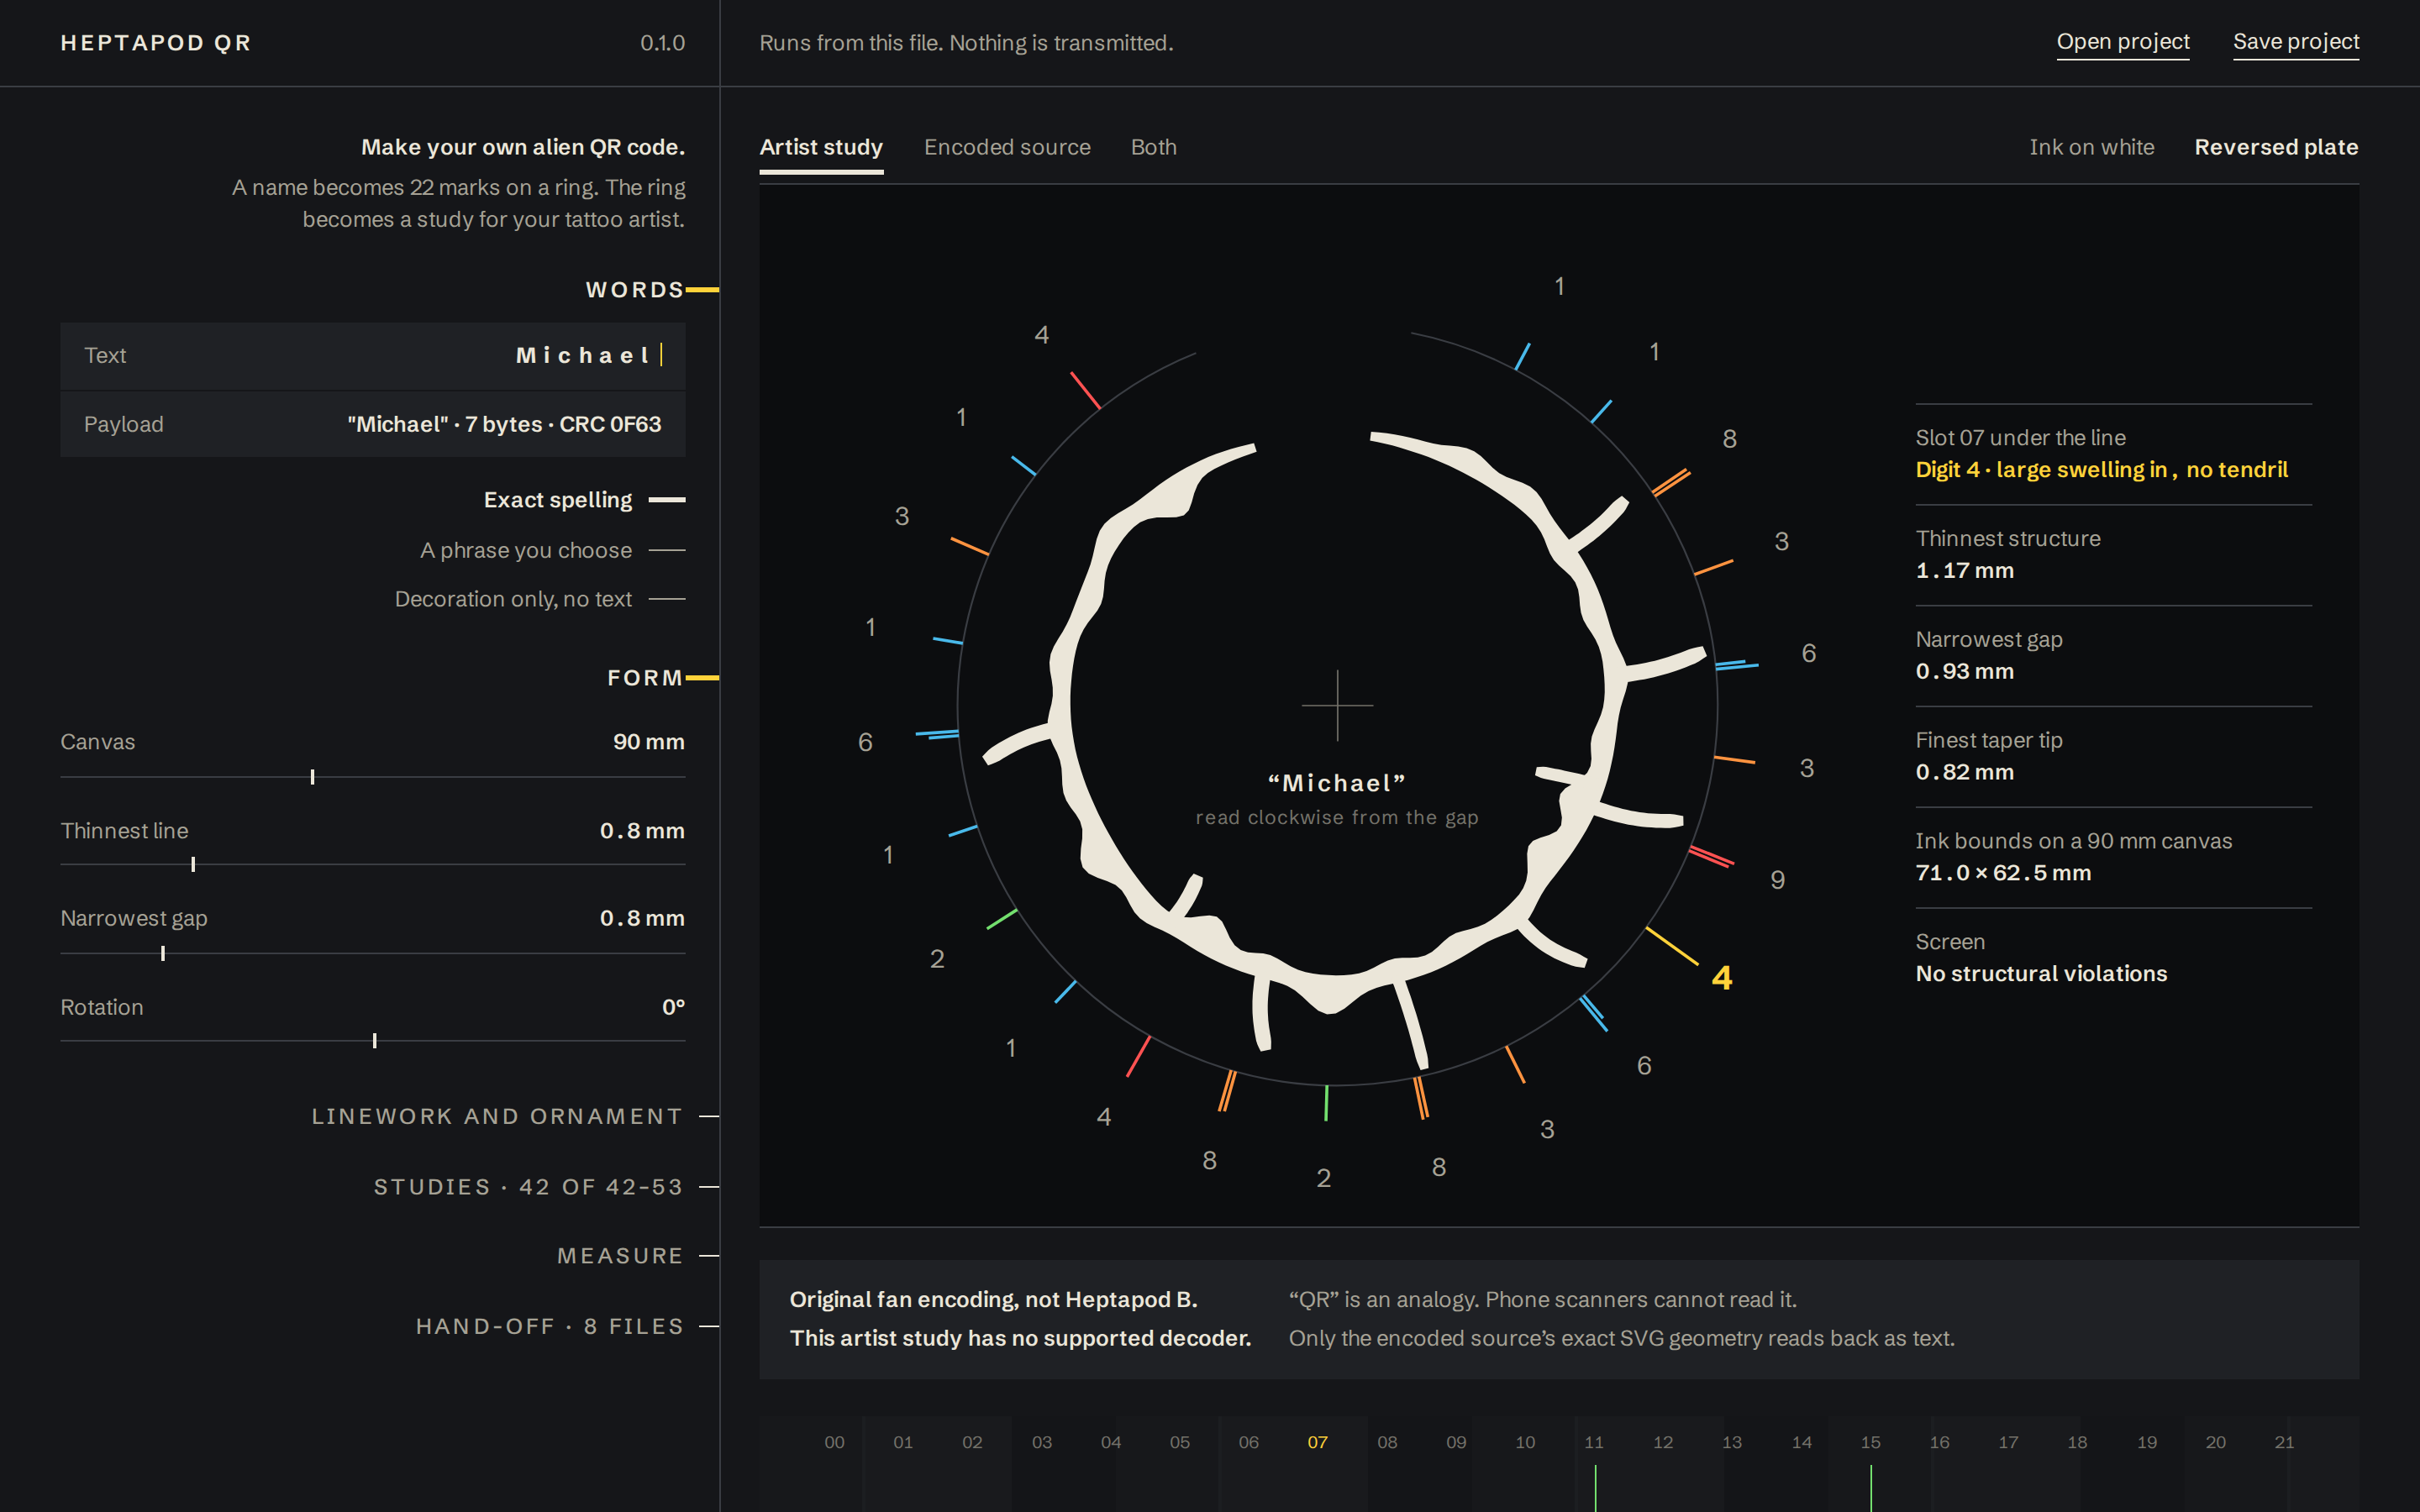 HEPTAPOD QR
0.1.0
Runs from this file. Nothing is transmitted.
Open project
Save project
Make your own alien QR code.
A name becomes 22 marks on a ring. The ring
becomes a study for your tattoo artist.
WORDS
Text
Michael
Payload
"Michael" · 7 bytes · CRC 0F63
Exact spelling
A phrase you choose
Decoration only, no text
FORM
Canvas
90 mm
Thinnest line
0.8 mm
Narrowest gap
0.8 mm
Rotation
0°
LINEWORK AND ORNAMENT
STUDIES · 42 OF 42–53
MEASURE
HAND-OFF · 8 FILES
Artist study
Encoded source
Both
Ink on white
Reversed plate
1
1
8
3
6
3
9
4
6
3
8
2
8
4
1
2
1
6
1
3
1
4
“Michael”
read clockwise from the gap
Slot 07 under the line
Digit 4 · large swelling in, no tendril
Thinnest structure
1.17 mm
Narrowest gap
0.93 mm
Finest taper tip
0.82 mm
Ink bounds on a 90 mm canvas
71.0 × 62.5 mm
Screen
No structural violations
Original fan encoding, not Heptapod B.
“QR” is an analogy. Phone scanners cannot read it.
This artist study has no supported decoder.
Only the encoded source’s exact SVG geometry reads back as text.
00 01 02 03 04 05 06 07 08 09 10 11 12 13 14 15 16 17 18 19 20 21